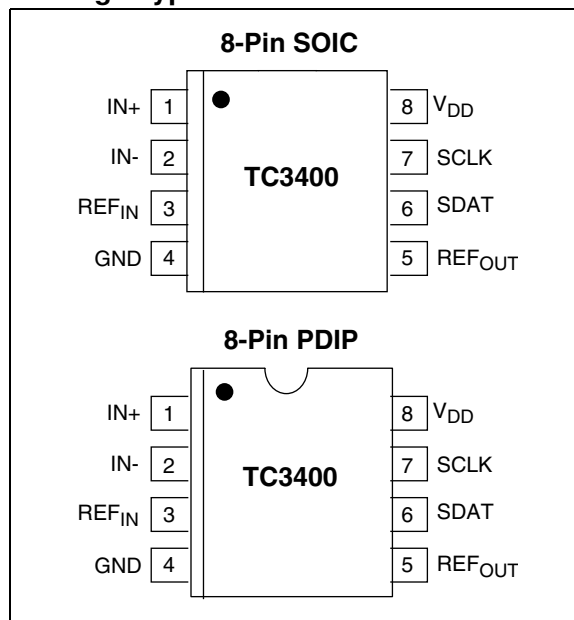 8-Pin SOIC
IN+ 1 8 VDD
IN- 2 7 SCLK
TC3400
REFIN 3 6 SDAT
GND 4 5 REFOUT
8-Pin PDIP
IN+ 1 8 VDD
IN- 2 7 SCLK
TC3400
REFIN 3 6 SDAT
GND 4 5 REFOUT